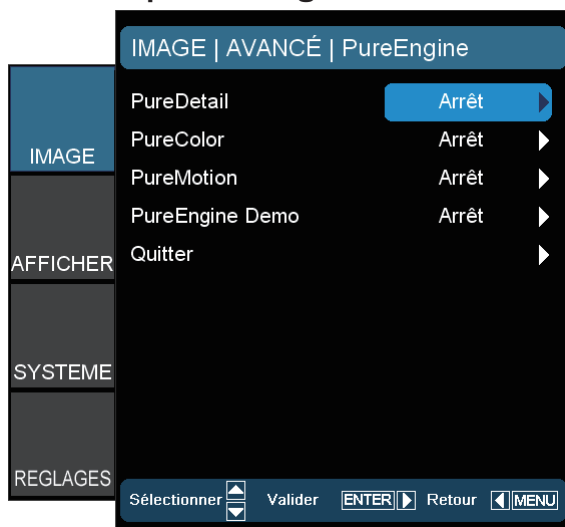 IMAGE | AVANCÉ | PureEngine
IMAGE
AFFICHER
SYSTEME
REGLAGES
PureDetail Arrêt
PureColor Arrêt
PureMotion Arrêt
PureEngine Demo Arrêt
Quitter
Sélectionner Valider ENTER Retour MENU